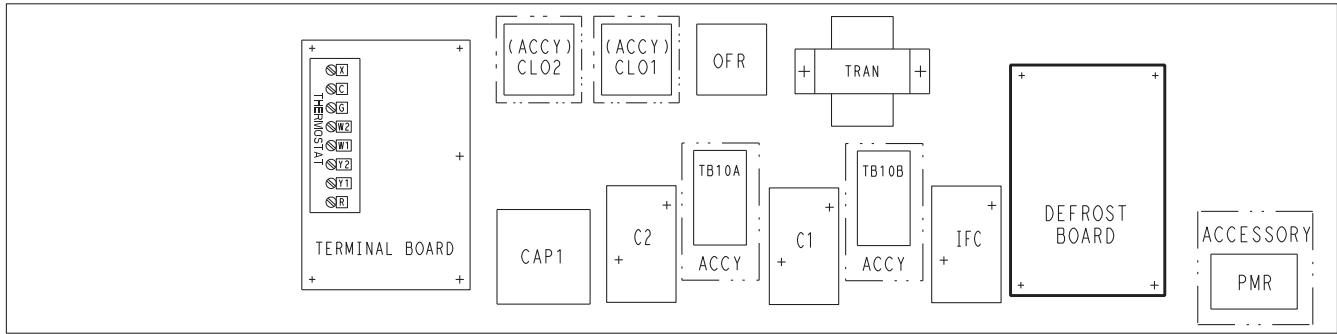 THERMOSTAT
X
C
G
W2
W1
Y2
Y1
R
TERMINAL BOARD
(ACCY)
CLO2
(ACCY)
CLO1
OFR
TRAN
CAP1
C2
TB10A
ACCY
C1
TB10B
ACCY
IFC
DEFROST
BOARD
ACCESSORY
PMR